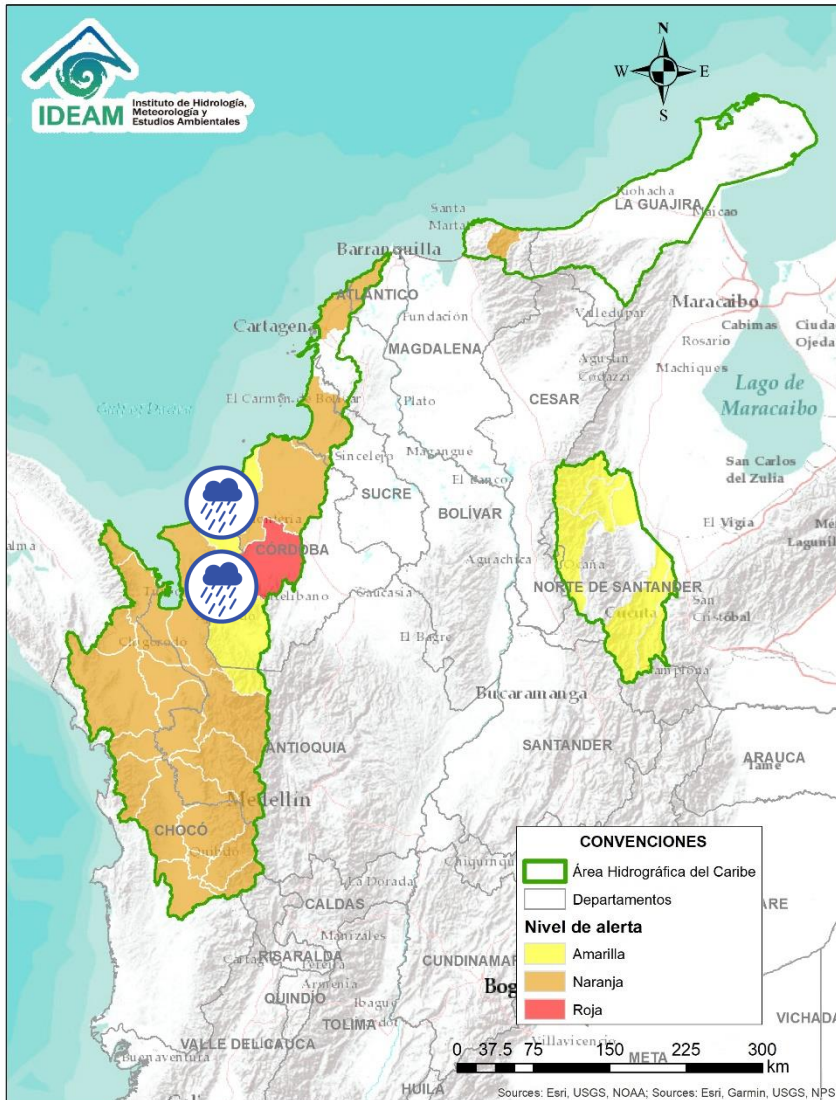 IDEAM
Instituto de Hidrología,
Meteorología y
Estudios Ambientales
N
W
E
S
Riohacha
LA GUAJIRA
Maicao
Santa
Marta
Barranquilla
ATLÁNTICO
Maracaibo
Cartagena
Fundación
Valledupar
Cabimas
Ciudad
Ojeda
Rosario
MAGDALENA
Machiques
Agustín
Codazzi
CESAR
Lago de
Maracaibo
El Carmen de Bolívar
Plato
Sincelejo
Magangué
San Carlos
del Zulia
SUCRE
El Banco
BOLÍVAR
El Vigía
CÓRDOBA
Aguachica
Ocaña
NORTE DE SANTANDER
Caucasia
San
Cristóbal
Cúcuta
El Bagre
Chigorodó
Bucaramanga
ANTIOQUIA
SANTANDER
ARAUCA
Tame
Medellín
CHOCÓ
Quibdó
La Dorada
CALDAS
Manizales
RISARALDA
Pereira
Armenia
QUINDÍO
Ibagué
TOLIMA
VALLE DEL CAUCA
Buenaventura
HUILA
Villavicencio
META
VICHADA
CONVENCIONES
Área Hidrográfica del Caribe
Departamentos
Nivel de alerta
Amarilla
Naranja
Roja
0 37.5 75 150 225 300
km
Sources: Esri, USGS, NOAA; Sources: Esri, Garmin, USGS, NPS